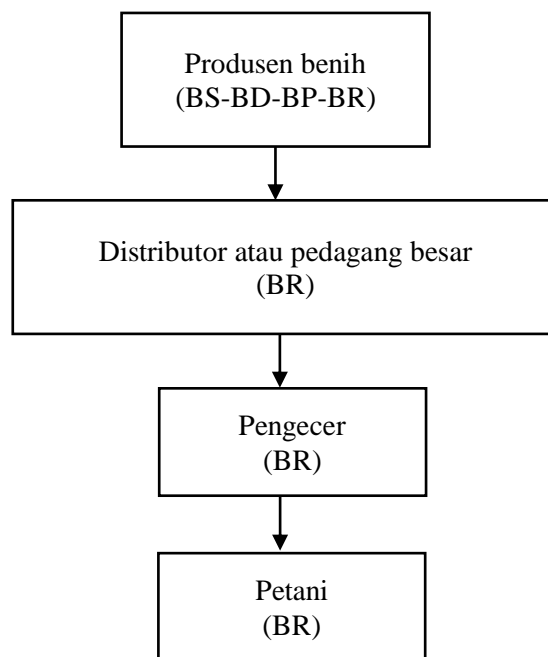 Produsen benih
(BS-BD-BP-BR)
Distributor atau pedagang besar
(BR)
Pengecer
(BR)
Petani
(BR)